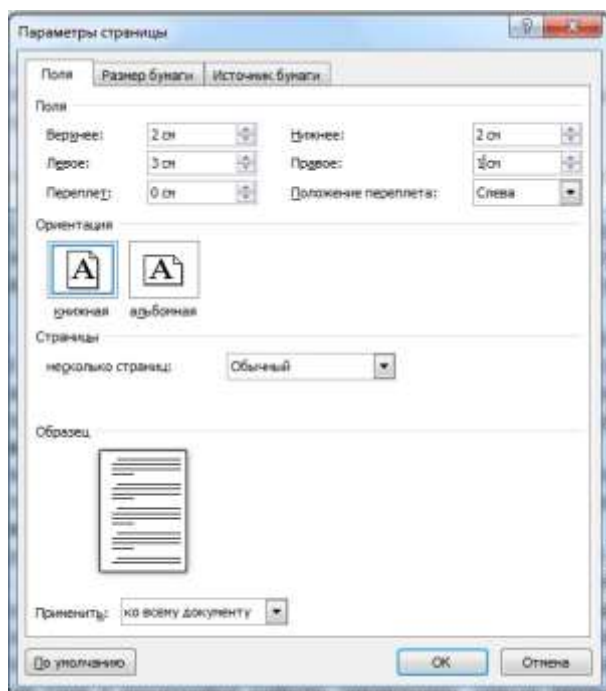 Параметры страницы
Поля Размер бумаги Источник бумаги
Поля
Верхнее: 2 см Нижнее: 2 см
Левое: 3 см Правое: 1 см
Переплет: 0 см Положение переплета: Слева
Ориентация
A A
книжная альбомная
Страницы
несколько страниц: Обычный
Образец
Применить: ко всему документу
По умолчанию ОК Отмена